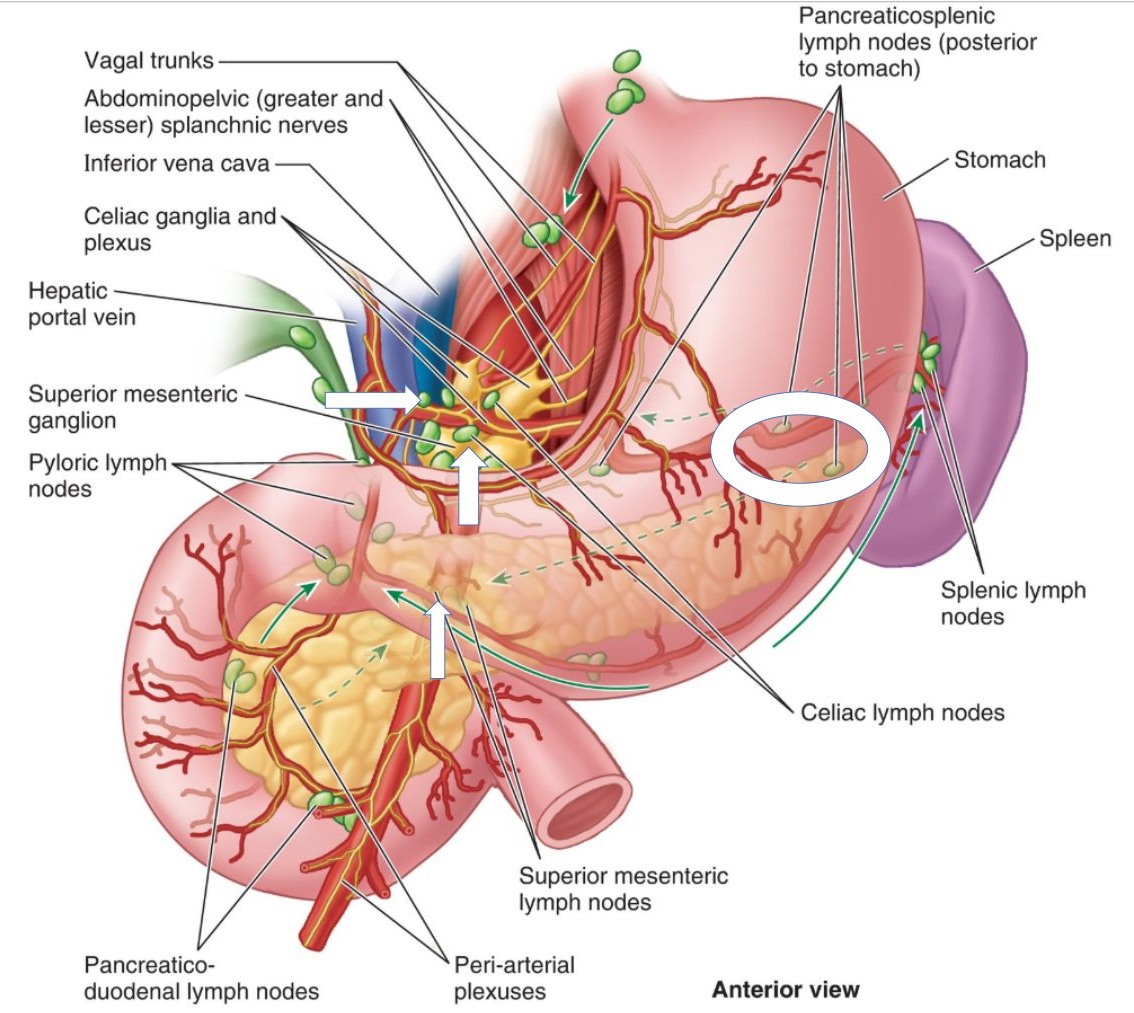 Pancreaticosplenic
lymph nodes (posterior
to stomach)
Vagal trunks
Abdominopelvic (greater and
lesser) splanchnic nerves
Inferior vena cava
Stomach
Celiac ganglia and
plexus
Spleen
Hepatic
portal vein
Superior mesenteric
ganglion
Pyloric lymph
nodes
Splenic lymph
nodes
Celiac lymph nodes
Superior mesenteric
lymph nodes
Pancreatico-
duodenal lymph nodes
Peri-arterial
plexuses
Anterior view